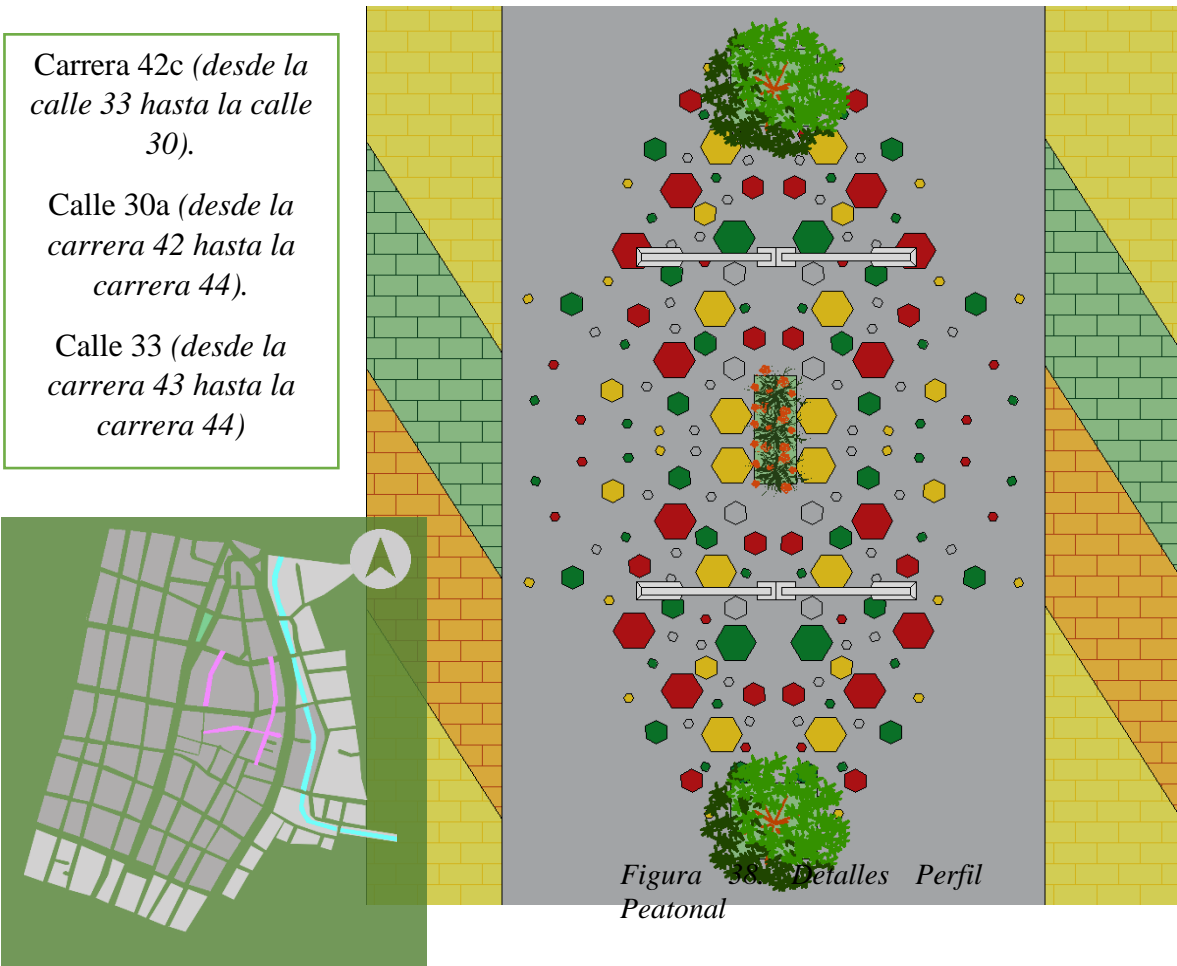 Carrera 42c (desde la
calle 33 hasta la calle
30).
Calle 30a (desde la
carrera 42 hasta la
carrera 44).
Calle 33 (desde la
carrera 43 hasta la
carrera 44)
Figura 38. Detalles Perfil
Peatonal